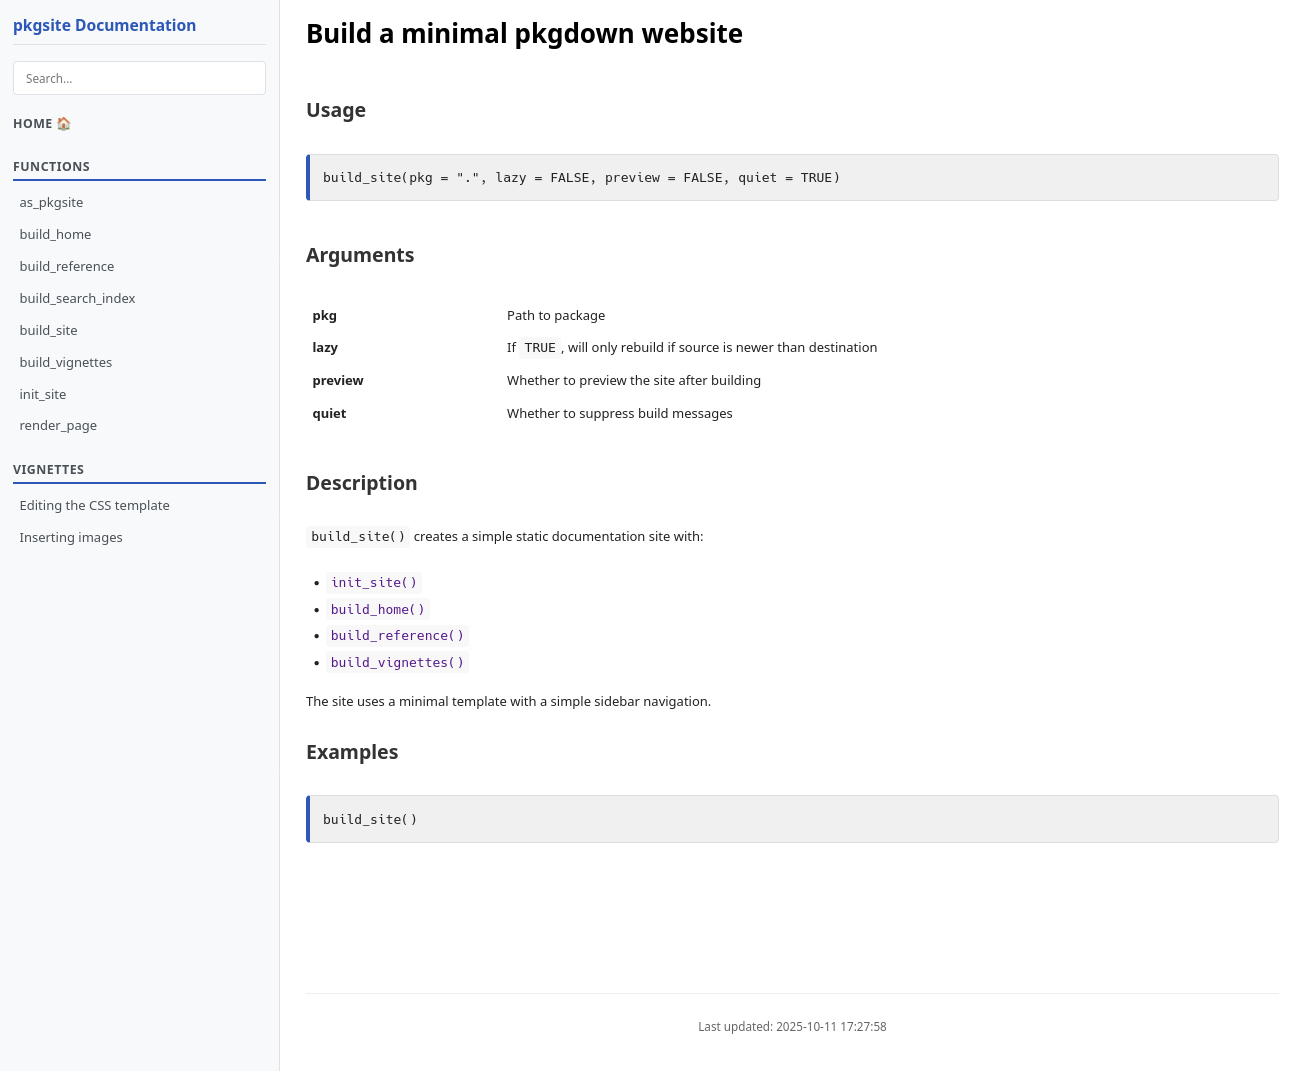 pkgsite Documentation
Search...
HOME 🏠
FUNCTIONS
as_pkgsite
build_home
build_reference
build_search_index
build_site
build_vignettes
init_site
render_page
VIGNETTES
Editing the CSS template
Inserting images
Build a minimal pkgdown website
Usage
build_site(pkg = ".", lazy = FALSE, preview = FALSE, quiet = TRUE)
Arguments
pkg Path to package
lazy If TRUE, will only rebuild if source is newer than destination
preview Whether to preview the site after building
quiet Whether to suppress build messages
Description
build_site() creates a simple static documentation site with:
• init_site()
• build_home()
• build_reference()
• build_vignettes()
The site uses a minimal template with a simple sidebar navigation.
Examples
build_site()
Last updated: 2025-10-11 17:27:58